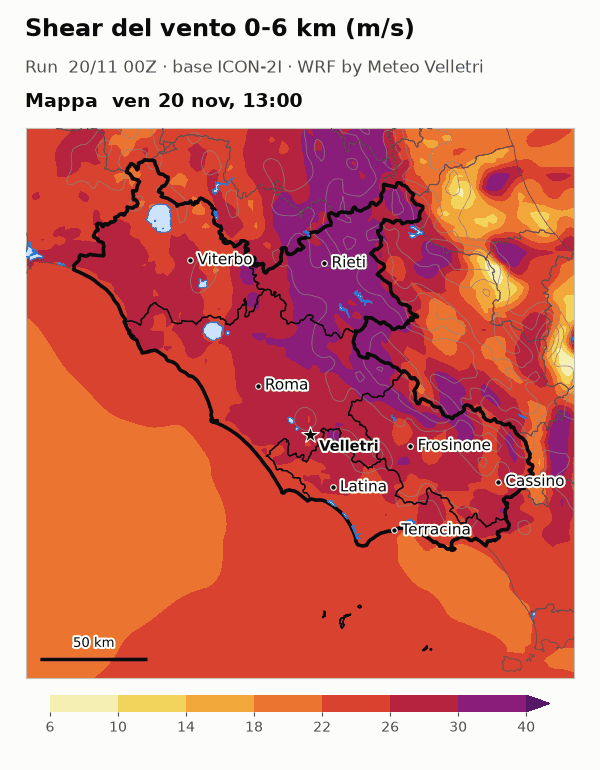 Shear del vento 0-6 km (m/s)
Run  20/11 00Z · base ICON-2I · WRF by Meteo Velletri
Mappa  ven 20 nov, 13:00
Viterbo
Rieti
Roma
Velletri
Frosinone
Cassino
Latina
Terracina
50 km
6 10 14 18 22 26 30 40